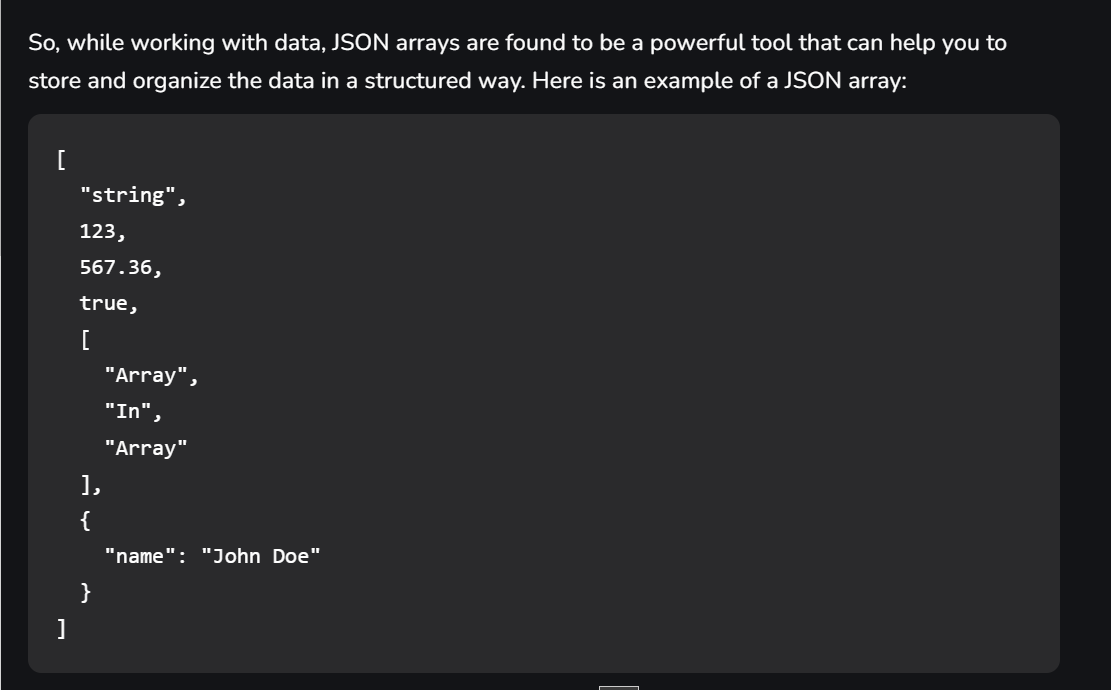 So, while working with data, JSON arrays are found to be a powerful tool that can help you to
store and organize the data in a structured way. Here is an example of a JSON array:
[
  "string",
  123,
  567.36,
  true,
  [
    "Array",
    "In",
    "Array"
  ],
  {
    "name": "John Doe"
  }
]